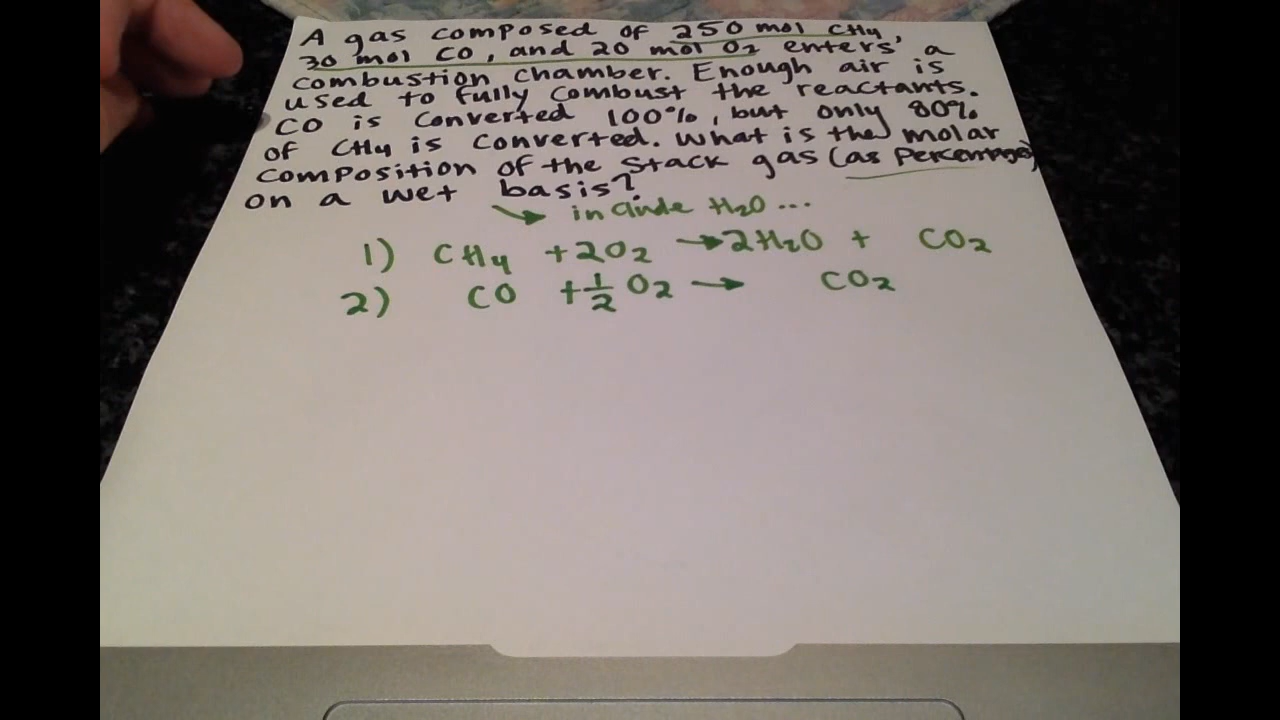 A gas composed of 250 mol CH4,
30 mol CO, and 20 mol O2 enters a
combustion chamber. Enough air is
used to fully combust the reactants.
CO is converted 100%, but only 80%
of CH4 is converted. What is the molar
composition of the stack gas (as percentage)
on a wet basis?
include H2O...
1) CH4 + 2O2 → 2H2O + CO2
2) CO + 1/2 O2 → CO2